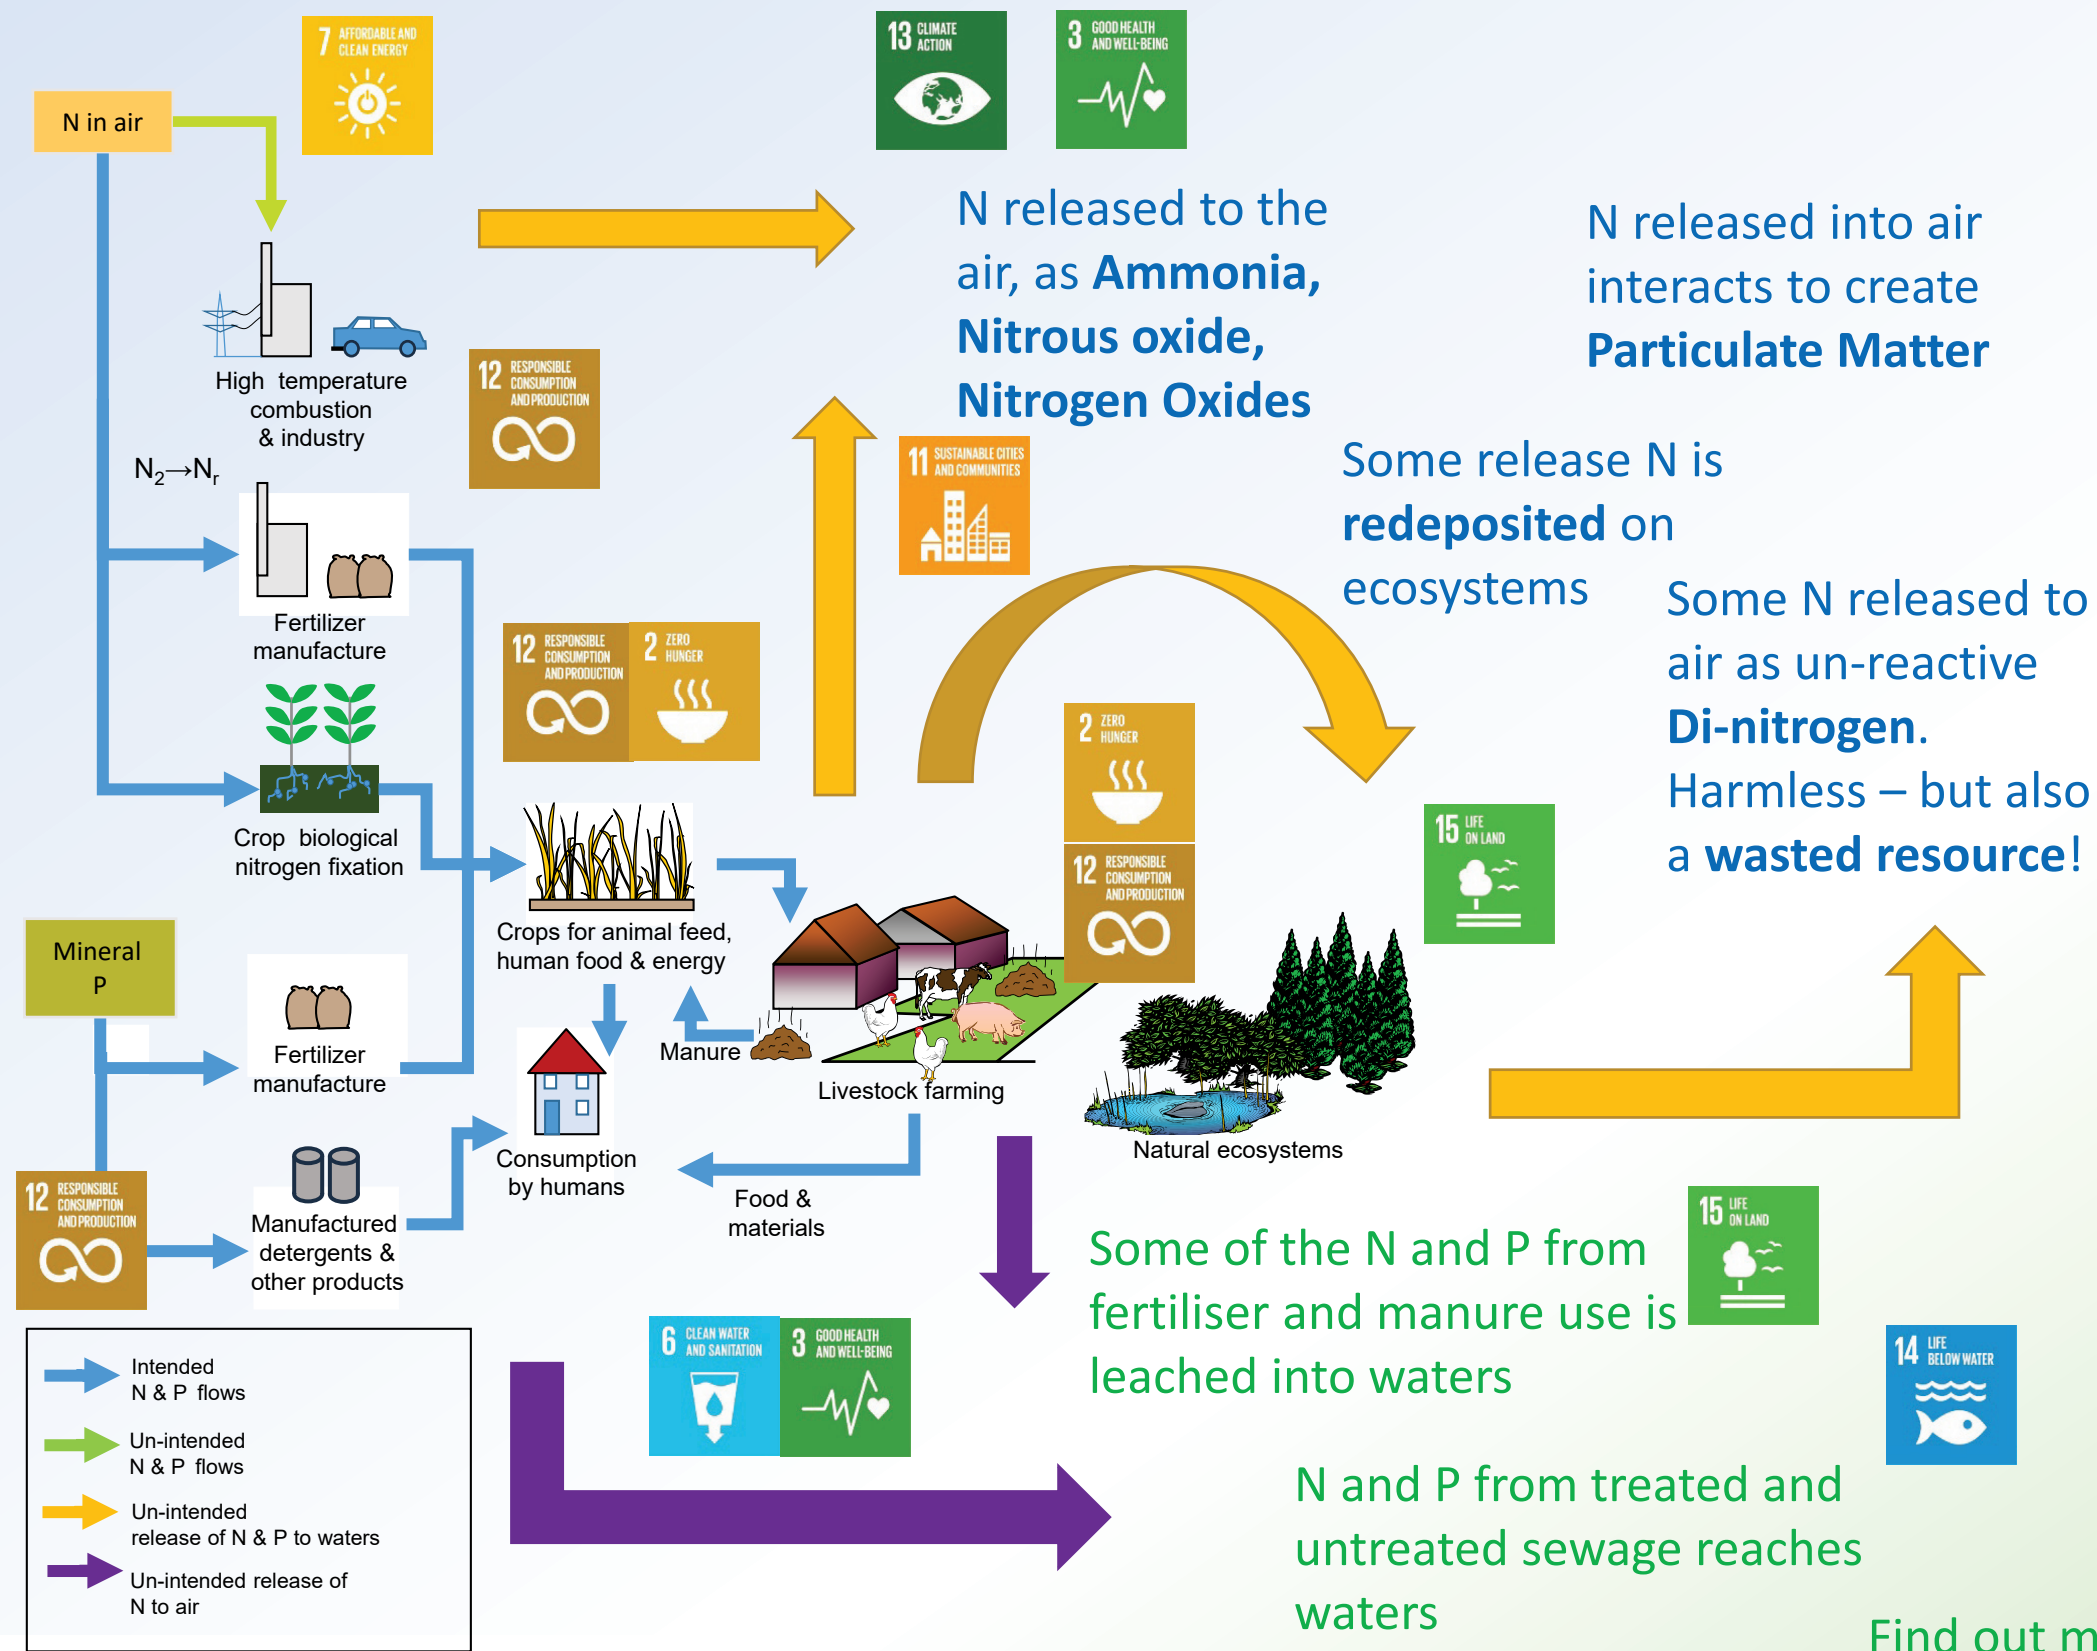 7 AFFORDABLE AND
CLEAN ENERGY
13 CLIMATE
ACTION
3 GOOD HEALTH
AND WELL-BEING
N in air
N released to the
air, as Ammonia,
Nitrous oxide,
Nitrogen Oxides
N released into air
interacts to create
Particulate Matter
High temperature
combustion
& industry
12 RESPONSIBLE
CONSUMPTION
AND PRODUCTION
N₂→Nᵣ
11 SUSTAINABLE CITIES
AND COMMUNITIES
Some release N is
redeposited on
ecosystems
Some N released to
air as un-reactive
Di-nitrogen.
Harmless – but also
a wasted resource!
Fertilizer
manufacture
12 RESPONSIBLE
CONSUMPTION
AND PRODUCTION
2 ZERO
HUNGER
2 ZERO
HUNGER
12 RESPONSIBLE
CONSUMPTION
AND PRODUCTION
15 LIFE
ON LAND
Crop biological
nitrogen fixation
Mineral
P
Crops for animal feed,
human food & energy
Fertilizer
manufacture
Manure
Livestock farming
Natural ecosystems
Consumption
by humans
Food &
materials
12 RESPONSIBLE
CONSUMPTION
AND PRODUCTION
Manufactured
detergents &
other products
Some of the N and P from
fertiliser and manure use is
leached into waters
15 LIFE
ON LAND
6 CLEAN WATER
AND SANITATION
3 GOOD HEALTH
AND WELL-BEING
14 LIFE
BELOW WATER
Intended
N & P flows
Un-intended
N & P flows
Un-intended
release of N & P to waters
Un-intended release of
N to air
N and P from treated and
untreated sewage reaches
waters
Find out m